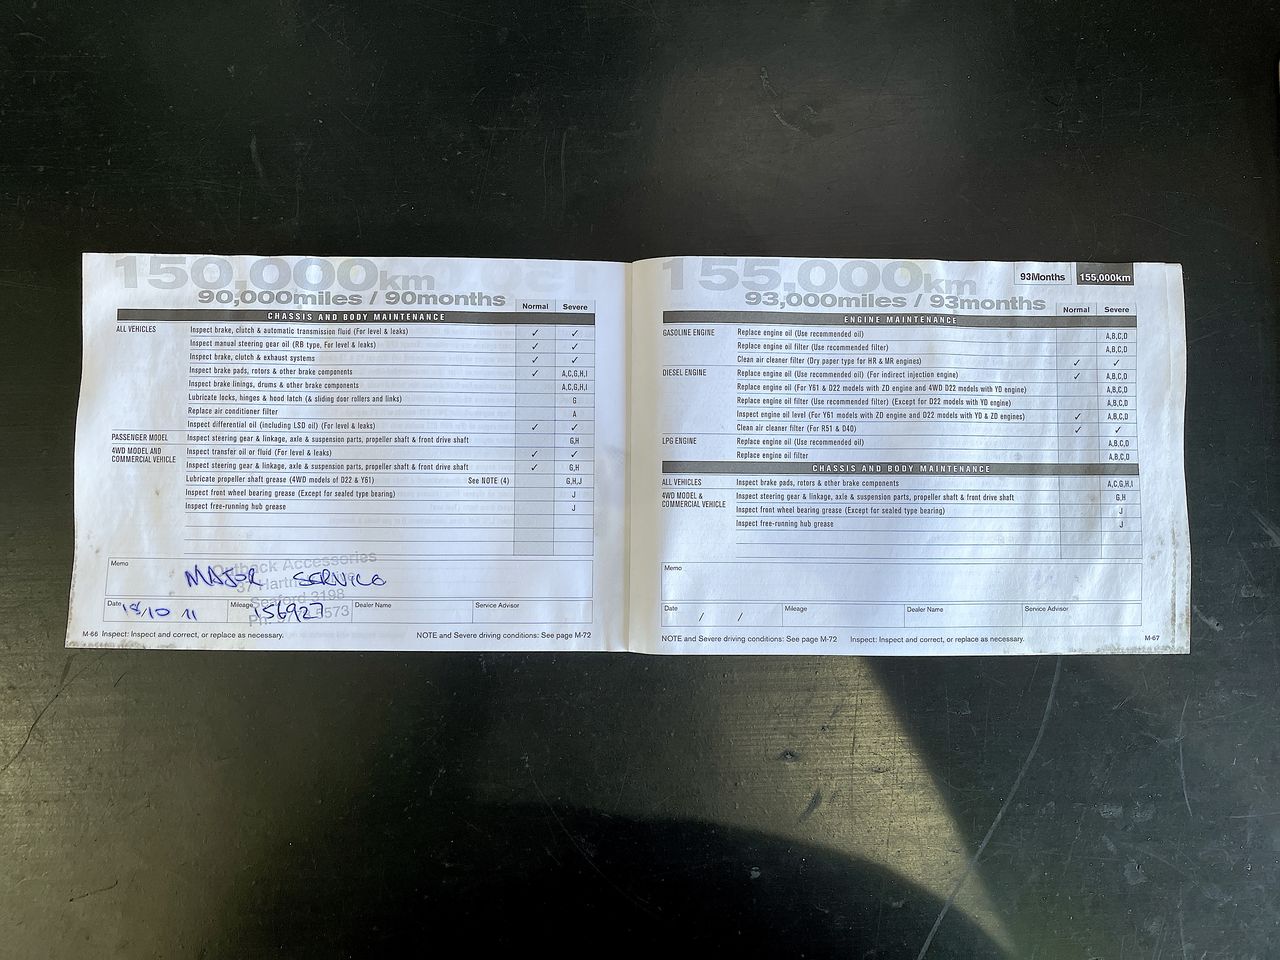 150,000km
90,000miles / 90months
Normal Severe
CHASSIS AND BODY MAINTENANCE
ALL VEHICLES Inspect brake, clutch & automatic transmission fluid (For level & leaks) ✓ ✓
Inspect manual steering gear oil (RB type, For level & leaks) ✓ ✓
Inspect brake, clutch & exhaust systems ✓ ✓
Inspect brake pads, rotors & other brake components ✓ A,C,G,H,I
Inspect brake linings, drums & other brake components A,C,G,H,I
Lubricate locks, hinges & hood latch (& sliding door rollers and links) G
Replace air conditioner filter A
Inspect differential oil (including LSD oil) (For level & leaks) ✓ ✓
PASSENGER MODEL Inspect steering gear & linkage, axle & suspension parts, propeller shaft & front drive shaft G,H
4WD MODEL AND Inspect transfer oil or fluid (For level & leaks) ✓ ✓
COMMERCIAL VEHICLE Inspect steering gear & linkage, axle & suspension parts, propeller shaft & front drive shaft ✓ G,H
Lubricate propeller shaft grease (4WD models of D22 & Y61) See NOTE (4) G,H,J
Inspect front wheel bearing grease (Except for sealed type bearing) J
Inspect free-running hub grease J
Outback Accessories
Memo
MAJOR SERVICE
37
Seaford 3198
Date /10 11 Mileage 156927 Dealer Name Service Advisor
5573
M-66 Inspect: Inspect and correct, or replace as necessary. NOTE and Severe driving conditions: See page M-72
155,000km
93Months 155,000km
93,000miles / 93months
Normal Severe
ENGINE MAINTENANCE
GASOLINE ENGINE Replace engine oil (Use recommended oil) A,B,C,D
Replace engine oil filter (Use recommended filter) A,B,C,D
Clean air cleaner filter (Dry paper type for HR & MR engines) ✓ ✓
DIESEL ENGINE Replace engine oil (Use recommended oil) (For indirect injection engine) ✓ A,B,C,D
Replace engine oil (For Y61 & D22 models with ZD engine and 4WD D22 models with YD engine) A,B,C,D
Replace engine oil filter (Use recommended filter) (Except for D22 models with YD engine) A,B,C,D
Inspect engine oil level (For Y61 models with ZD engine and D22 models with YD & ZD engines) ✓ A,B,C,D
Clean air cleaner filter (For R51 & D40) ✓ ✓
LPG ENGINE Replace engine oil (Use recommended oil) A,B,C,D
Replace engine oil filter A,B,C,D
CHASSIS AND BODY MAINTENANCE
ALL VEHICLES Inspect brake pads, rotors & other brake components A,C,G,H,I
4WD MODEL & Inspect steering gear & linkage, axle & suspension parts, propeller shaft & front drive shaft G,H
COMMERCIAL VEHICLE Inspect front wheel bearing grease (Except for sealed type bearing) J
Inspect free-running hub grease J
Memo
Date / / Mileage Dealer Name Service Advisor
NOTE and Severe driving conditions: See page M-72 Inspect: Inspect and correct, or replace as necessary. M-67